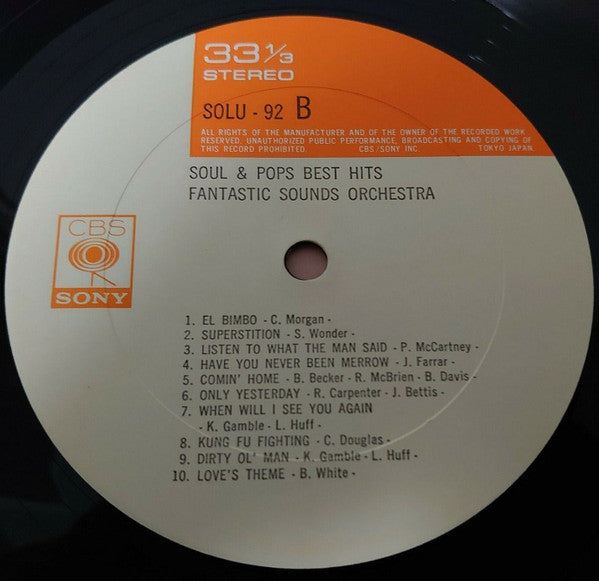 33 1/3
STEREO
SOLU - 92 B
ALL RIGHTS OF THE MANUFACTURER AND OF THE OWNER OF THE RECORDED WORK
RESERVED. UNAUTHORIZED PUBLIC PERFORMANCE, BROADCASTING AND COPYING OF
THIS RECORD PROHIBITED. CBS/SONY INC TOKYO JAPAN
SOUL & POPS BEST HITS
FANTASTIC SOUNDS ORCHESTRA
CBS
SONY
1. EL BIMBO - C. Morgan -
2. SUPERSTITION - S. Wonder -
3. LISTEN TO WHAT THE MAN SAID - P. McCartney -
4. HAVE YOU NEVER BEEN MERROW - J. Farrar -
5. COMIN' HOME - B. Becker - R. McBrien - B. Davis -
6. ONLY YESTERDAY - R. Carpenter - J. Bettis -
7. WHEN WILL I SEE YOU AGAIN
- K. Gamble - L. Huff -
8. KUNG FU FIGHTING - C. Douglas -
9. DIRTY OL' MAN - K. Gamble - L. Huff -
10. LOVE'S THEME - B. White -